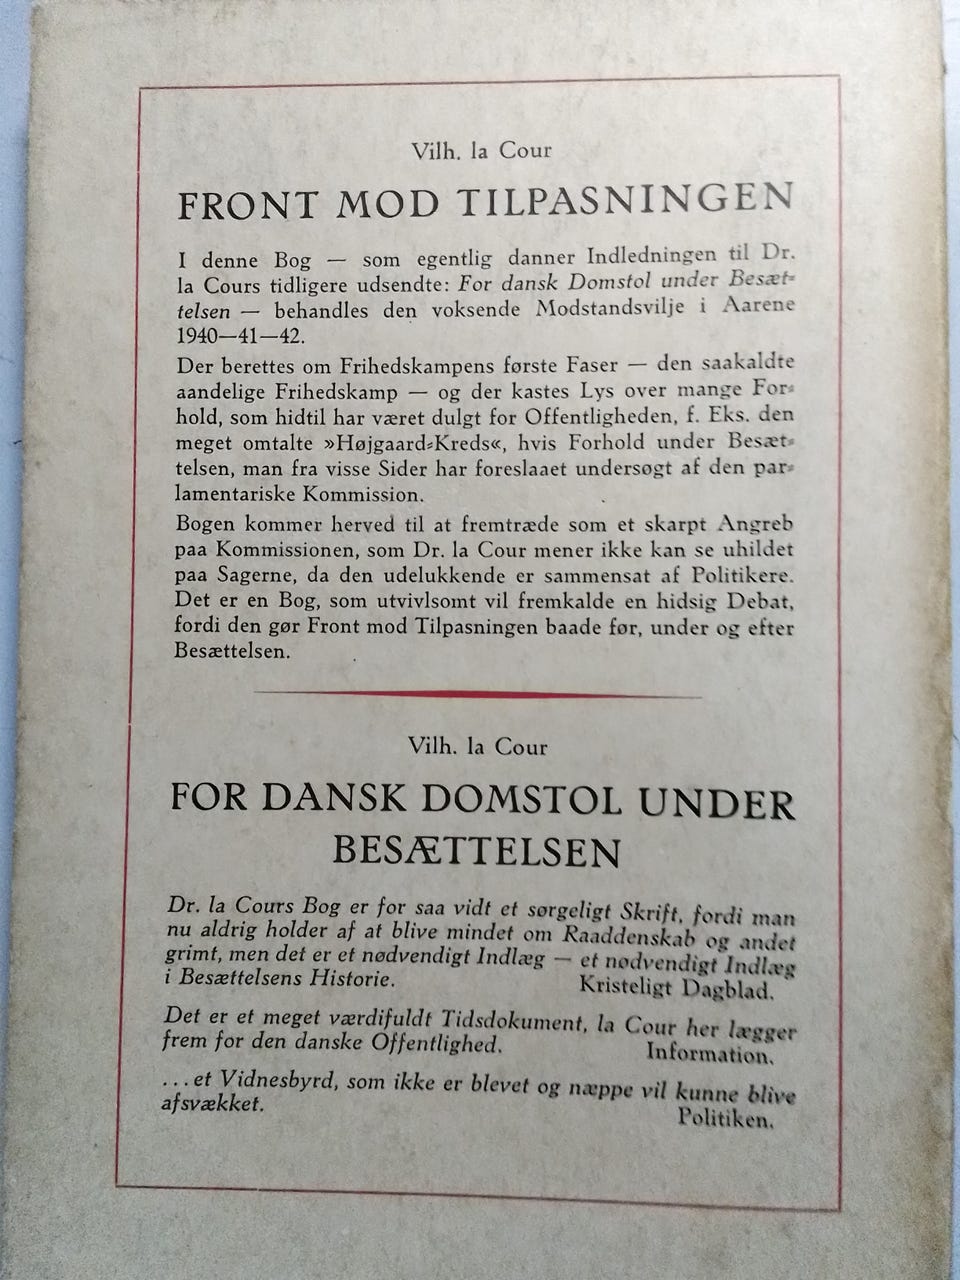 Vilh. la Cour
FRONT MOD TILPASNINGEN
I denne Bog — som egentlig danner Indledningen til Dr.
la Cours tidligere udsendte: For dansk Domstol under Besæt-
telsen — behandles den voksende Modstandsvilje i Aarene
1940—41—42.
Der berettes om Frihedskampens første Faser — den saakaldte
aandelige Frihedskamp — og der kastes Lys over mange For-
hold, som hidtil har været dulgt for Offentligheden, f. Eks. den
meget omtalte »Højgaard-Kreds«, hvis Forhold under Besæt-
telsen, man fra visse Sider har foreslaaet undersøgt af den par-
lamentariske Kommission.
Bogen kommer herved til at fremtræde som et skarpt Angreb
paa Kommissionen, som Dr. la Cour mener ikke kan se uhildet
paa Sagerne, da den udelukkende er sammensat af Politikere.
Det er en Bog, som utvivlsomt vil fremkalde en hidsig Debat,
fordi den gør Front mod Tilpasningen baade før, under og efter
Besættelsen.
Vilh. la Cour
FOR DANSK DOMSTOL UNDER
BESÆTTELSEN
Dr. la Cours Bog er for saa vidt et sørgeligt Skrift, fordi man
nu aldrig holder af at blive mindet om Raaddenskab og andet
grimt, men det er et nødvendigt Indlæg — et nødvendigt Indlæg
i Besættelsens Historie. Kristeligt Dagblad.
Det er et meget værdifuldt Tidsdokument, la Cour her lægger
frem for den danske Offentlighed. Information.
...et Vidnesbyrd, som ikke er blevet og næppe vil kunne blive
afsvækket. Politiken.